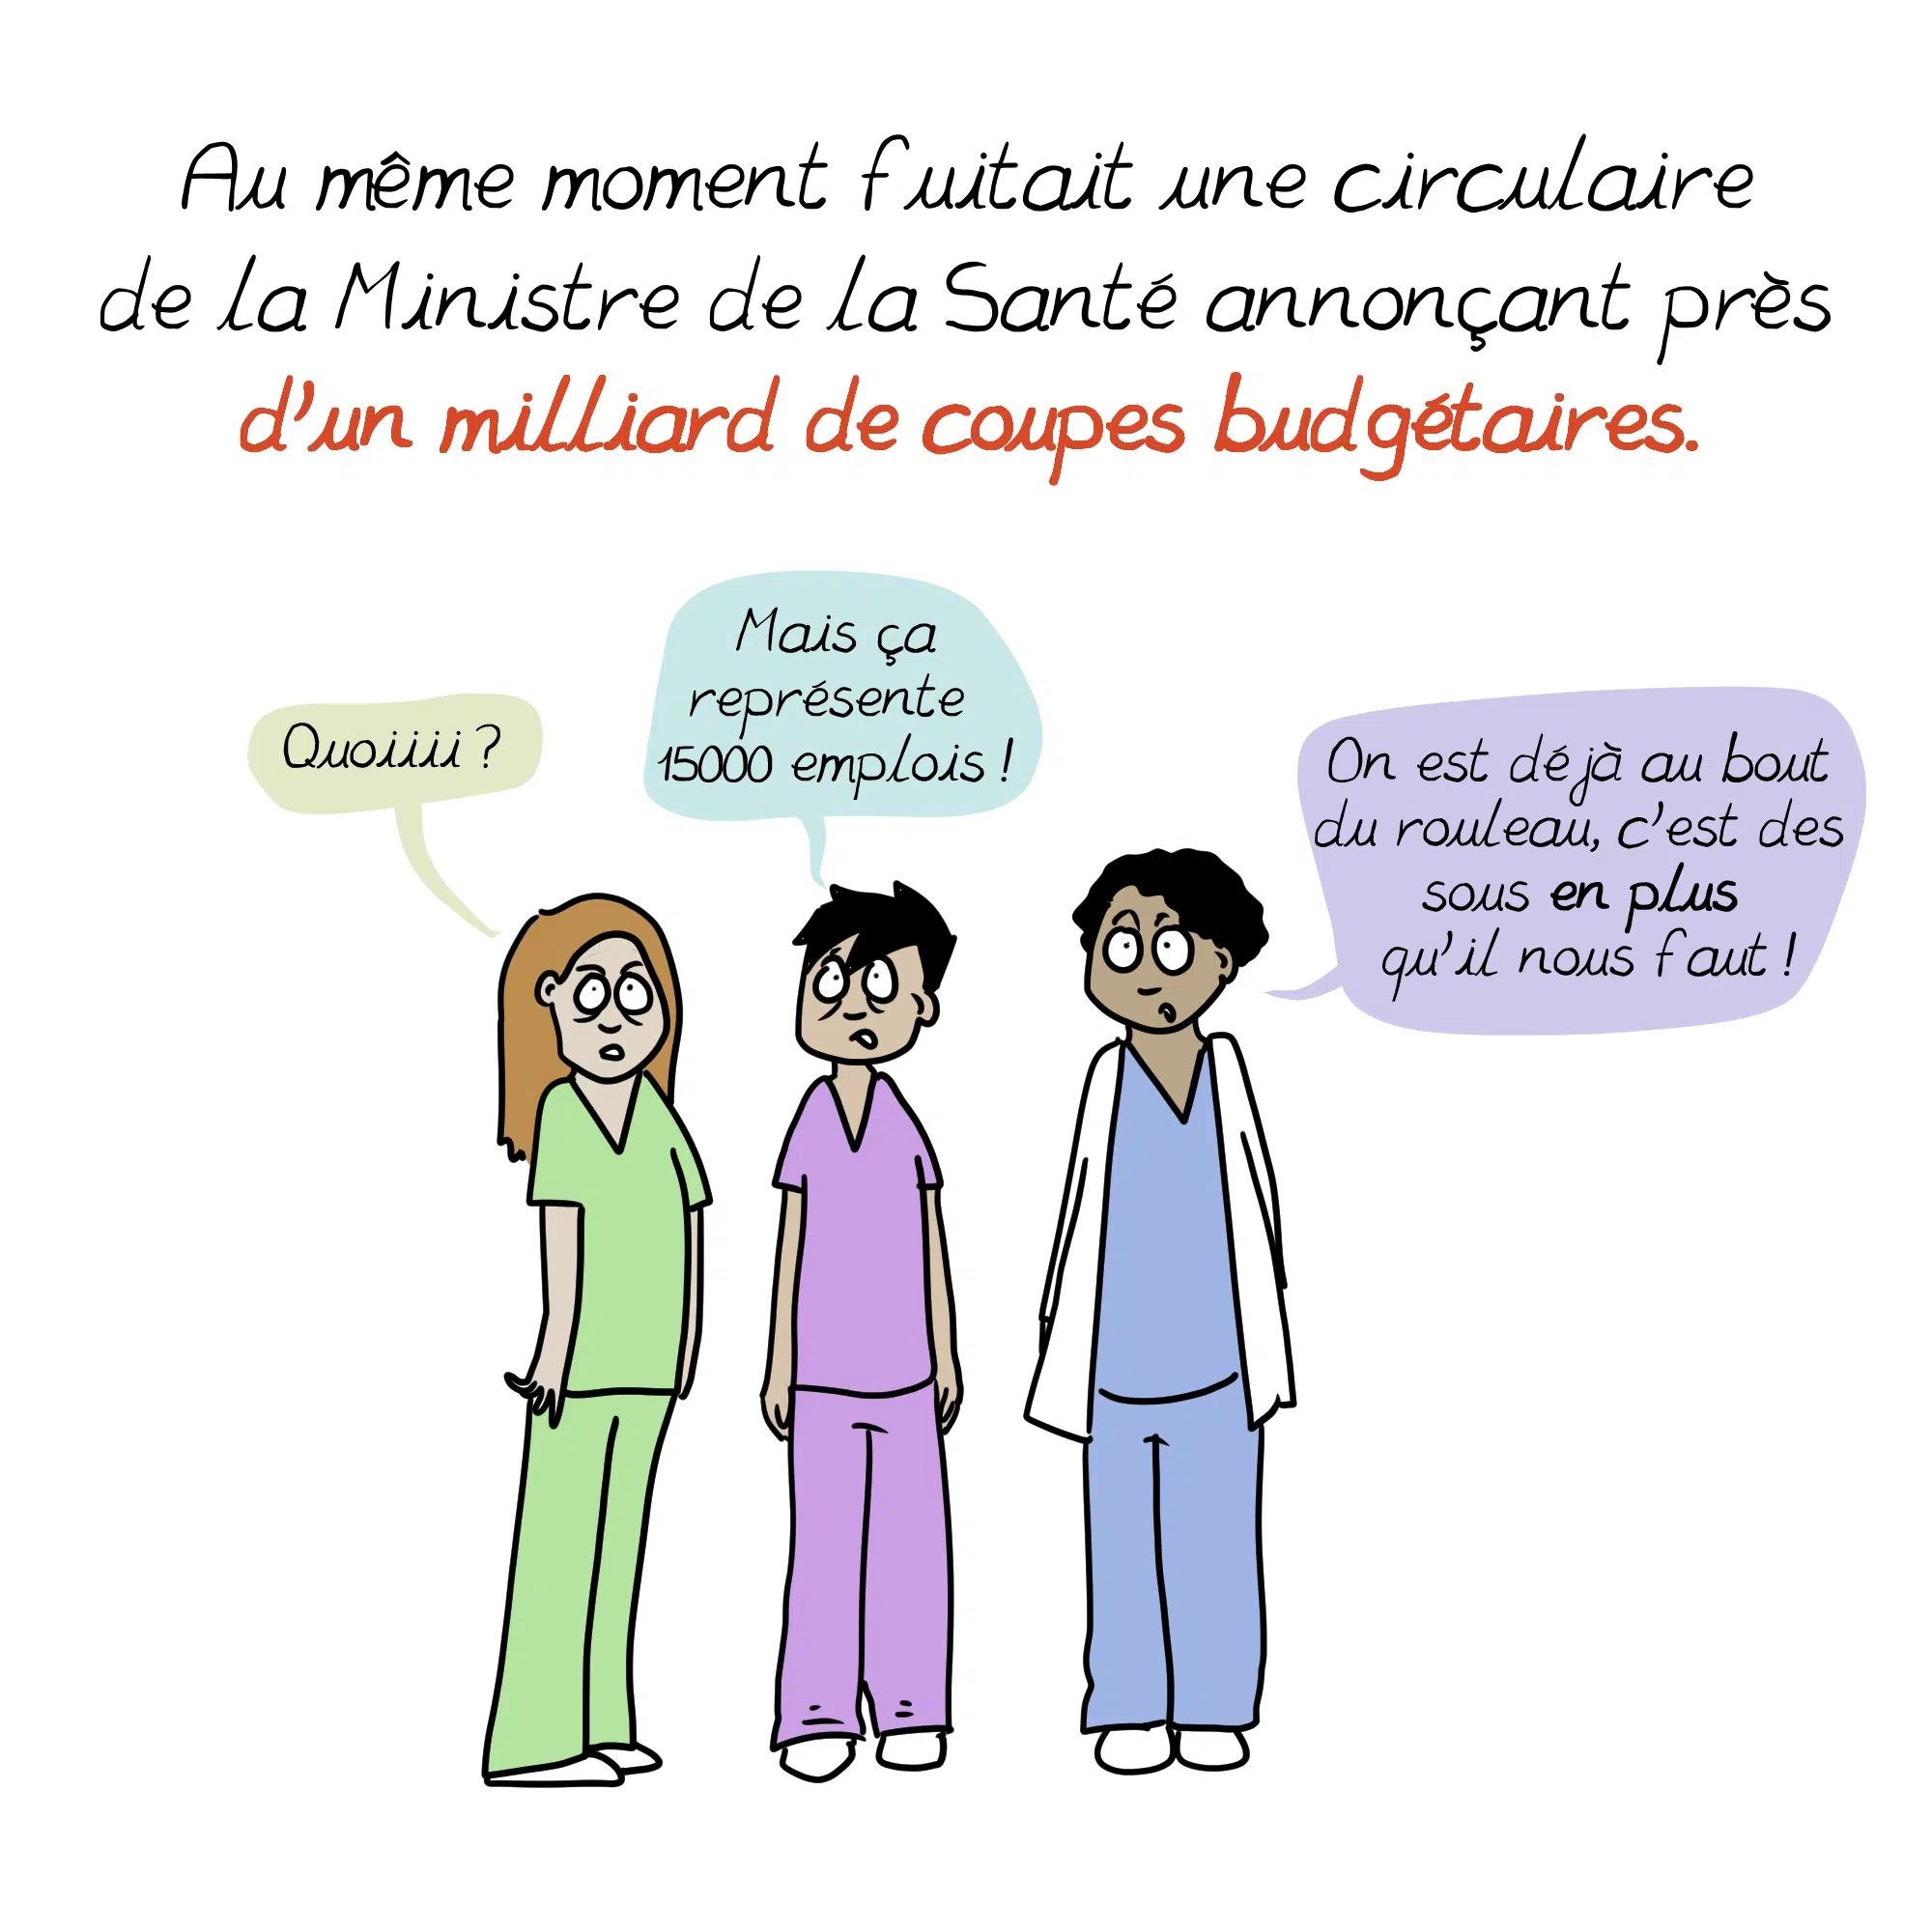 Au même moment fuitait une circulaire
de la Ministre de la Santé annonçant près
d'un milliard de coupes budgétaires.
Quoiiiii ?
Mais ça
représente
15000 emplois !
On est déjà au bout
du rouleau, c'est des
sous en plus
qu'il nous faut !